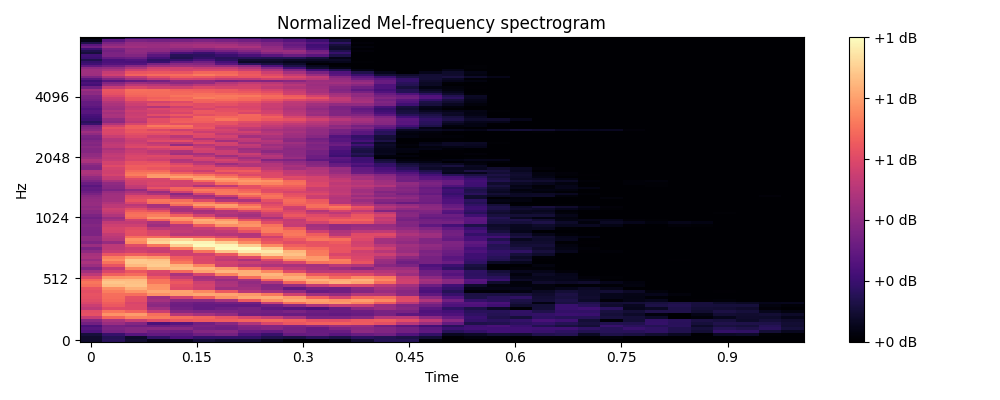 Normalized Mel-frequency spectrogram
+1 dB
4096
+1 dB
2048
+1 dB
Hz
1024
+0 dB
512
+0 dB
0
+0 dB
0 0.15 0.3 0.45 0.6 0.75 0.9
Time